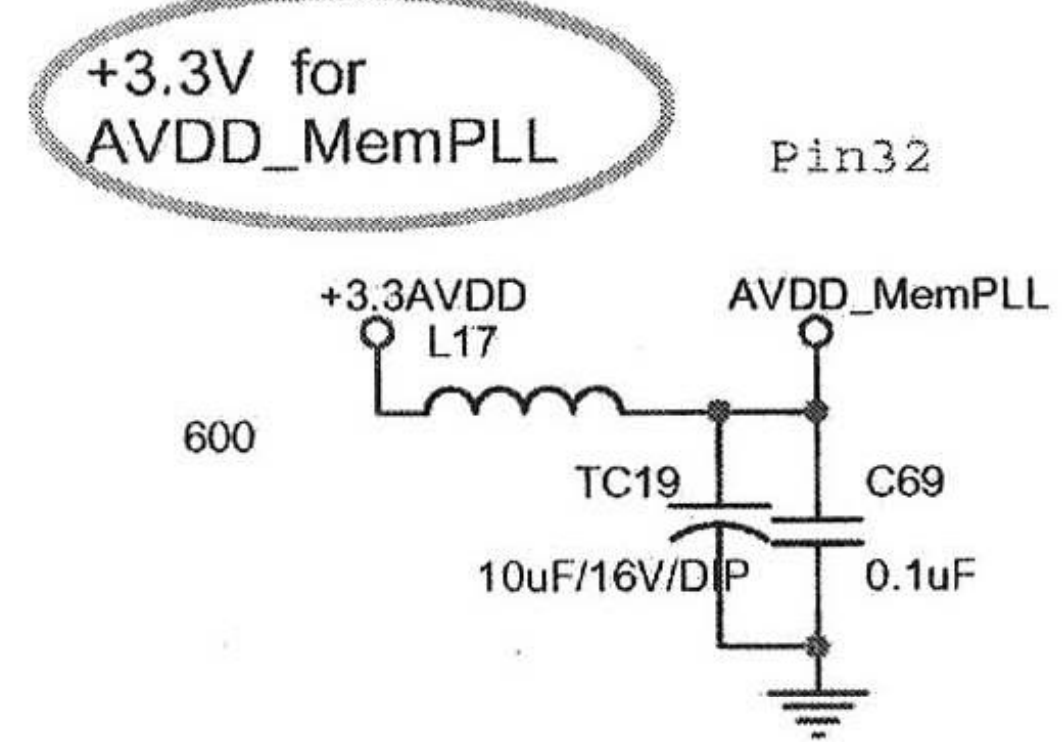 +3.3V for
AVDD_MemPLL
Pin32
+3.3AVDD
AVDD_MemPLL
L17
600
TC19
C69
10uF/16V/DIP
0.1uF